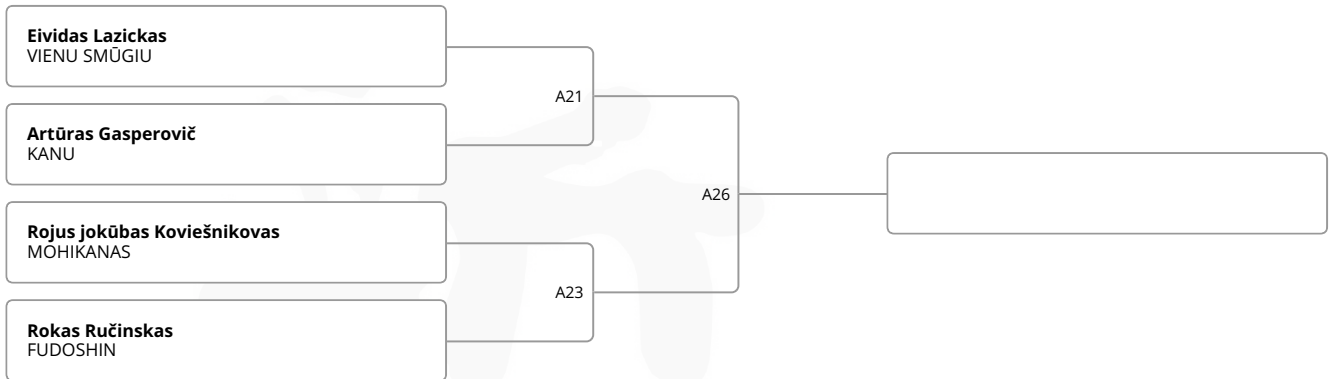 Eividas Lazickas
VIENU SMŪGIU
A21
Artūras Gasperovič
KANU
A26
Rojus jokūbas Koviešnikovas
MOHIKANAS
A23
Rokas Ručinskas
FUDOSHIN